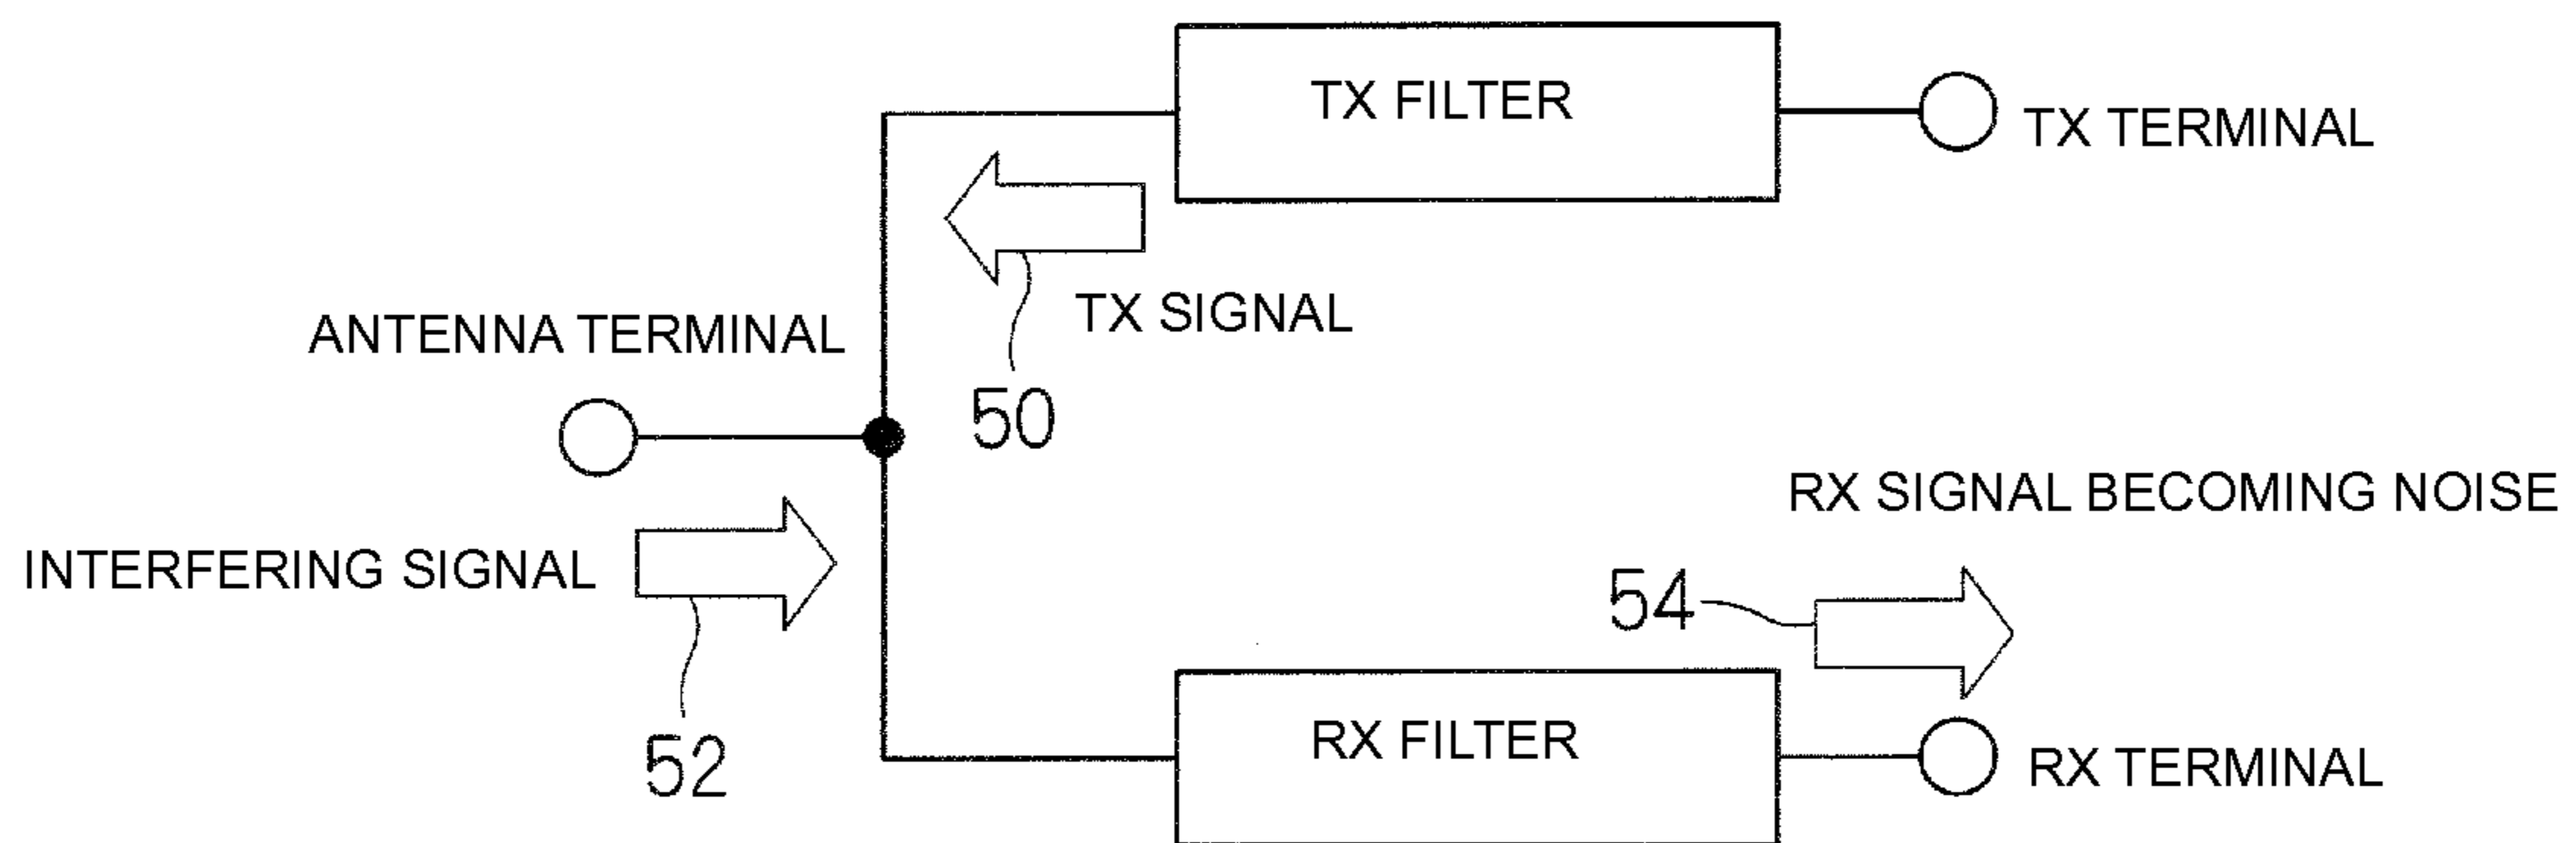 TX FILTER
TX TERMINAL
TX SIGNAL
50
ANTENNA TERMINAL
INTERFERING SIGNAL
52
RX SIGNAL BECOMING NOISE
54
RX FILTER
RX TERMINAL